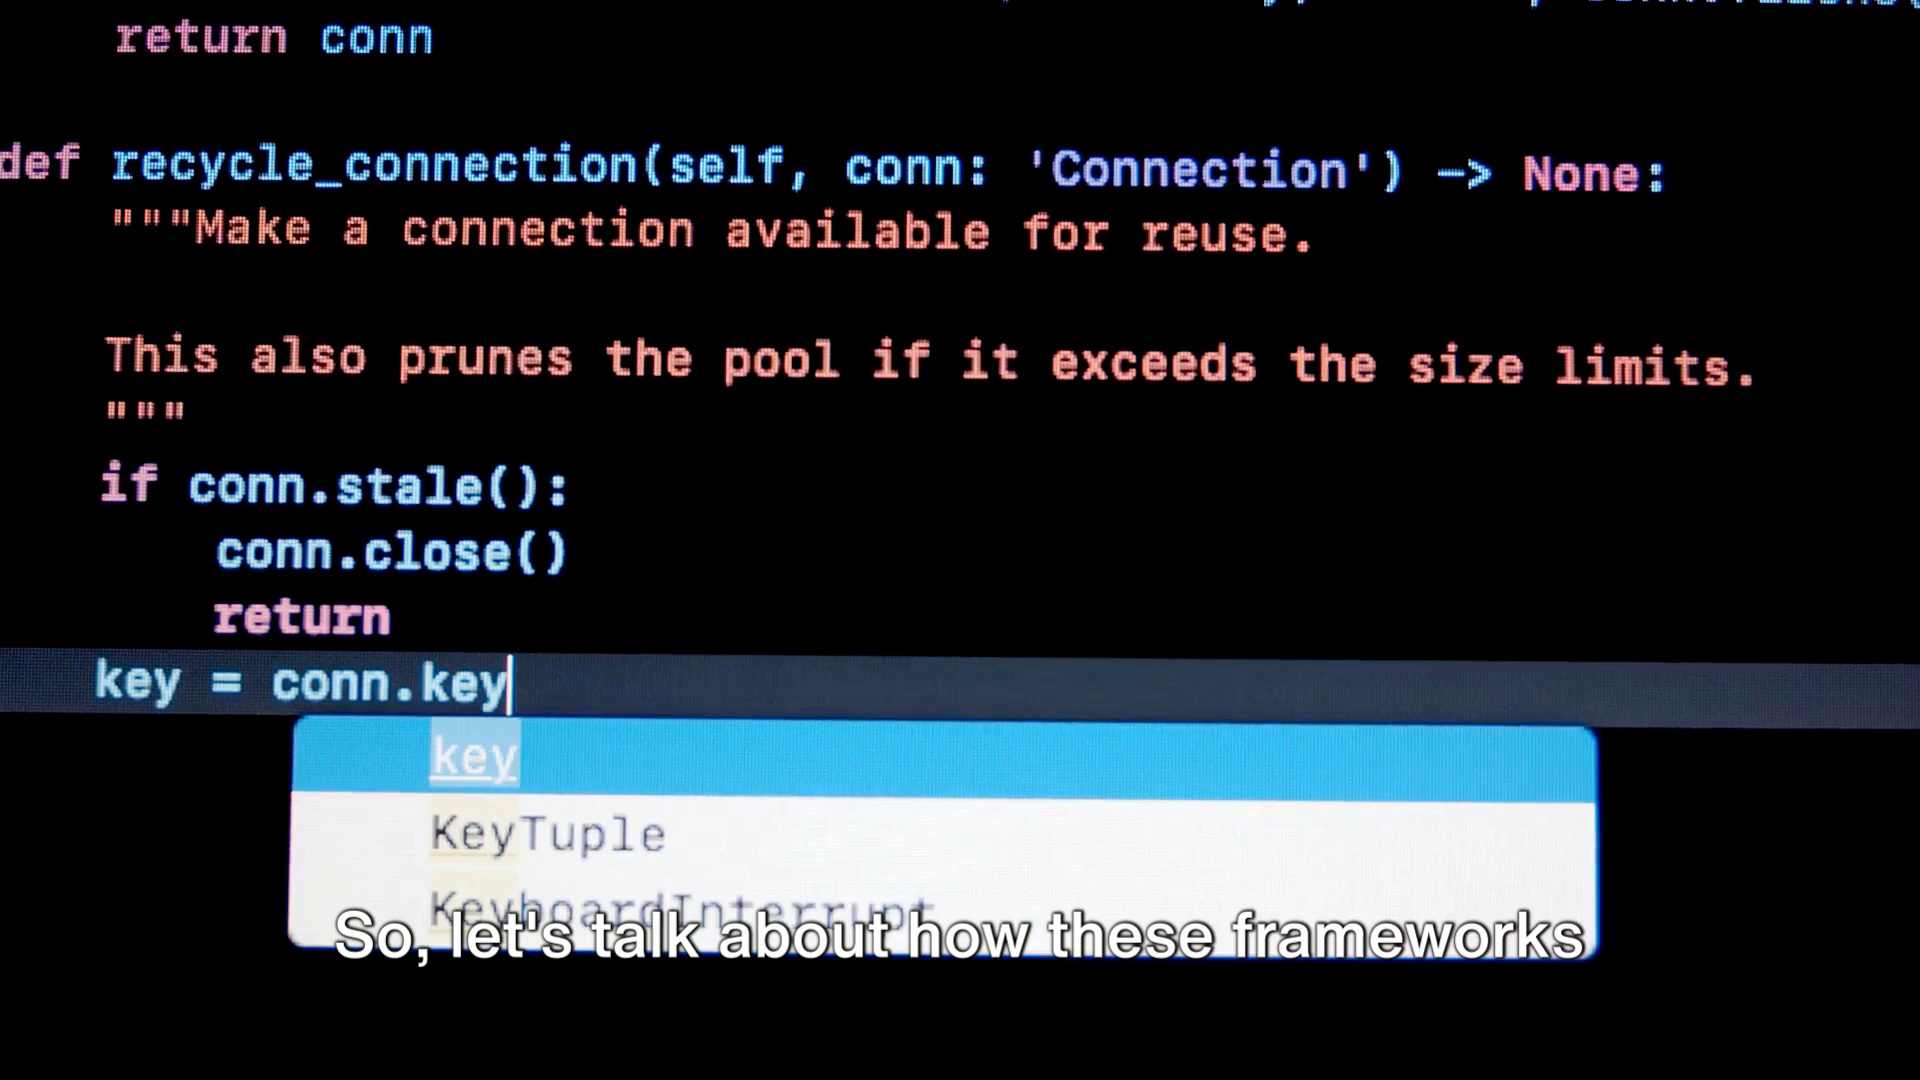 return conn
def recycle_connection(self, conn: 'Connection') -> None:
"""Make a connection available for reuse.
This also prunes the pool if it exceeds the size limits.
"""
if conn.stale():
conn.close()
return
key = conn.key
key
KeyTuple
KeyboardInterrupt
So, let's talk about how these frameworks